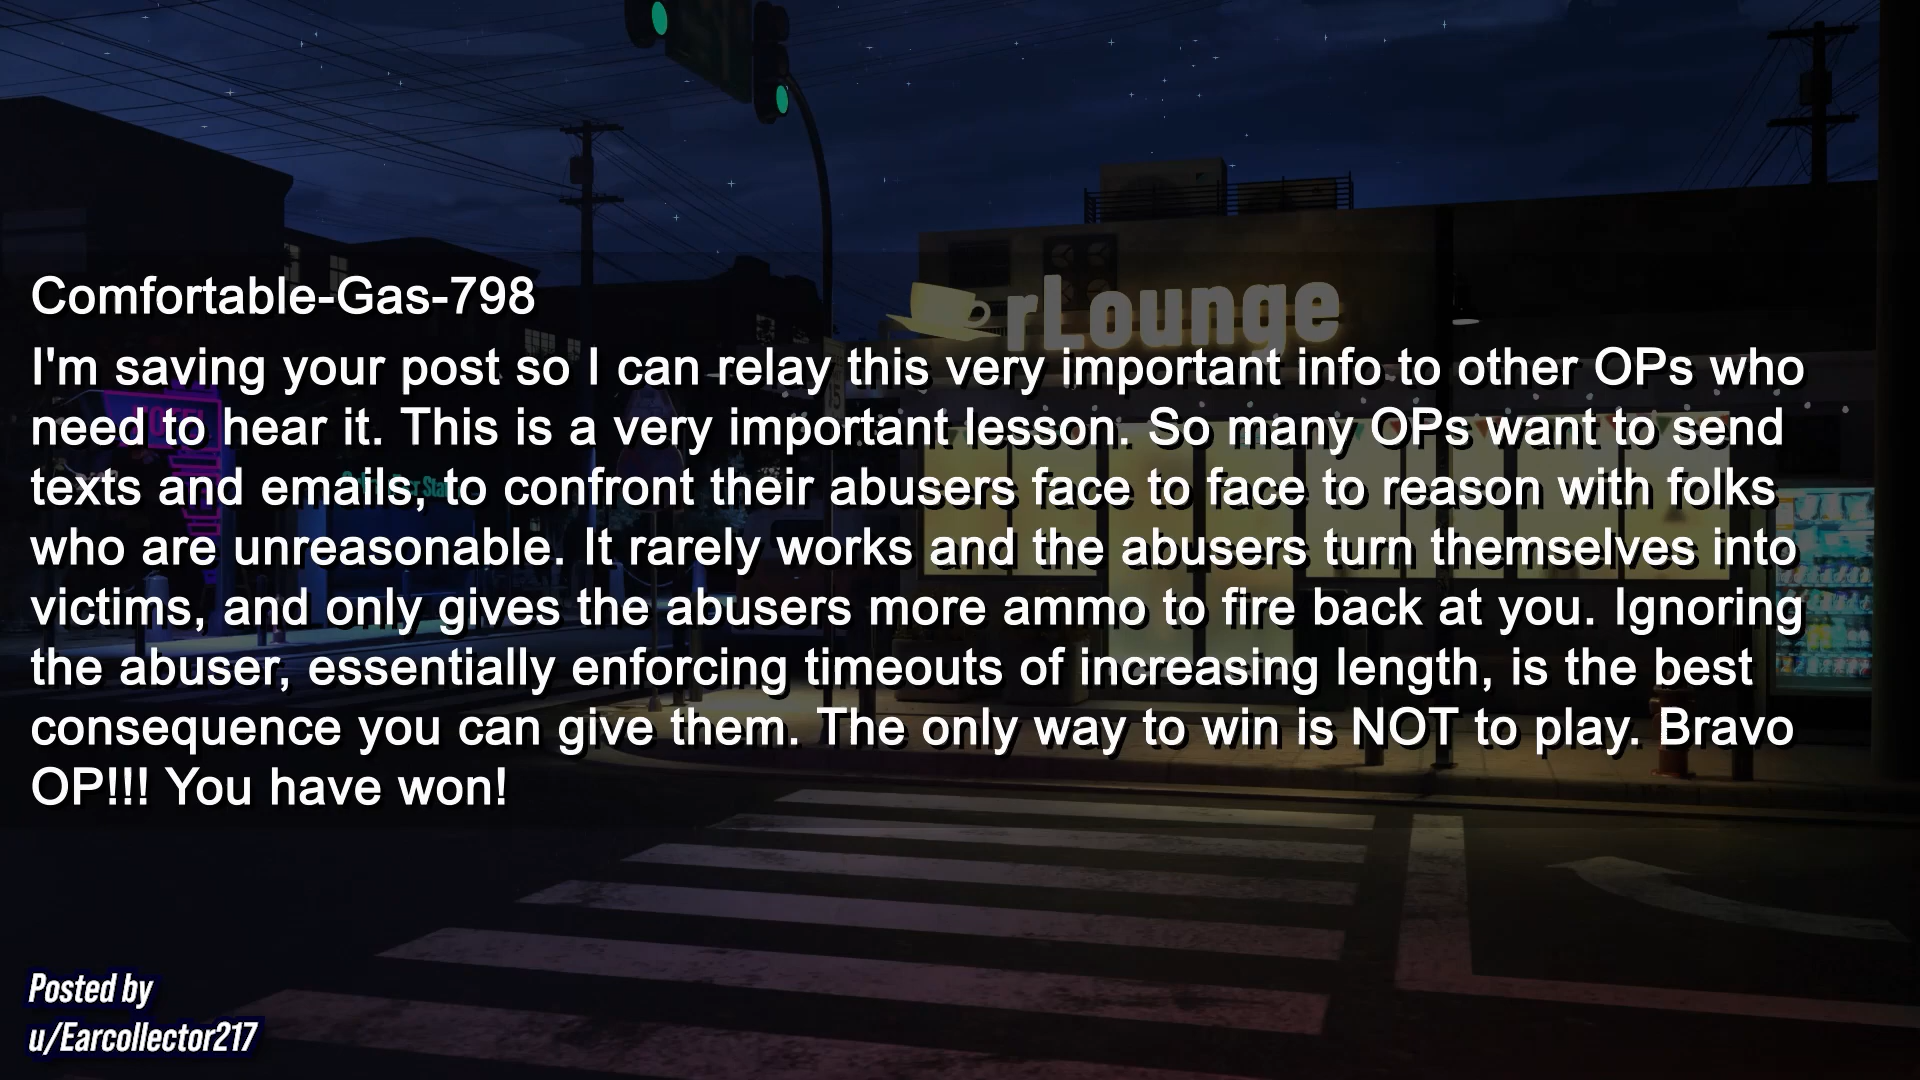 rLounge
Comfortable-Gas-798
I'm saving your post so I can relay this very important info to other OPs who
need to hear it. This is a very important lesson. So many OPs want to send
texts and emails, to confront their abusers face to face to reason with folks
who are unreasonable. It rarely works and the abusers turn themselves into
victims, and only gives the abusers more ammo to fire back at you. Ignoring
the abuser, essentially enforcing timeouts of increasing length, is the best
consequence you can give them. The only way to win is NOT to play. Bravo
OP!!! You have won!
Posted by
u/Earcollector217